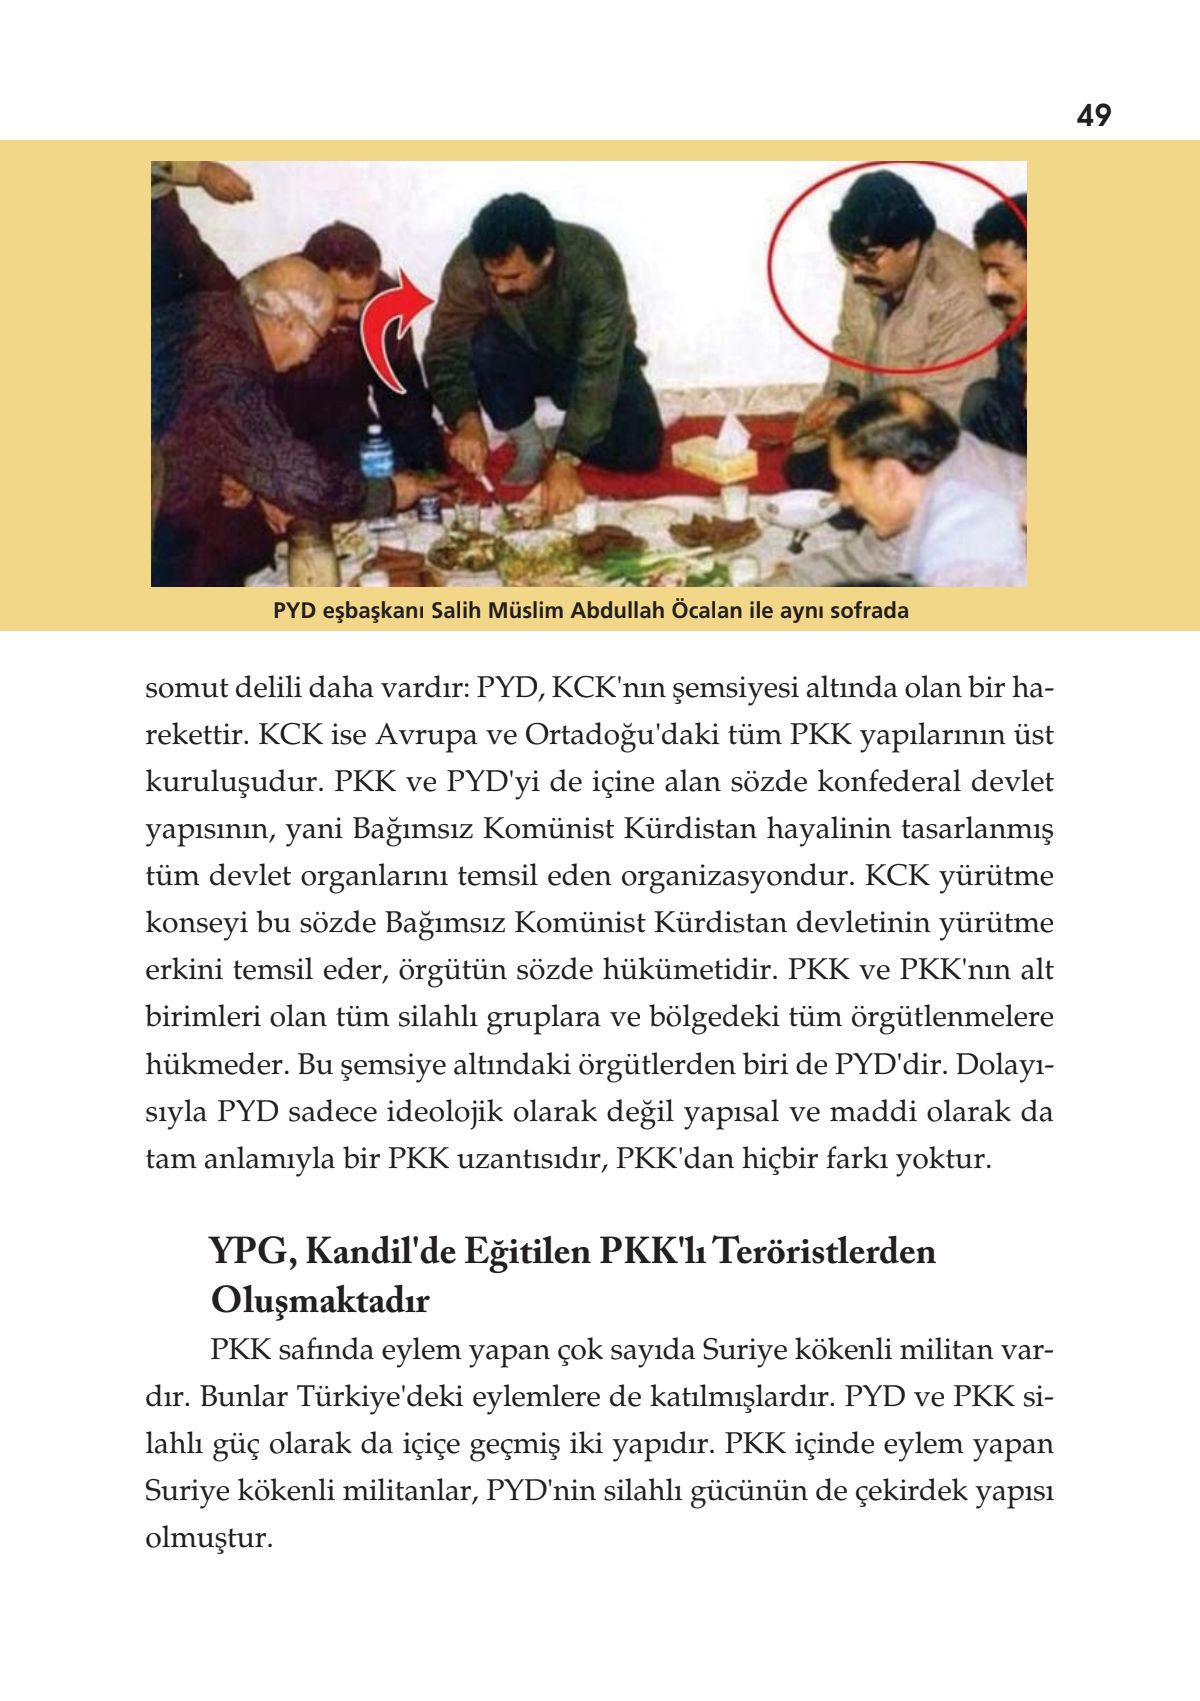 49
PYD eşbaşkanı Salih Müslim Abdullah Öcalan ile aynı sofrada
somut delili daha vardır: PYD, KCK'nın şemsiyesi altında olan bir ha-
rekettir. KCK ise Avrupa ve Ortadoğu'daki tüm PKK yapılarının üst
kuruluşudur. PKK ve PYD'yi de içine alan sözde konfederal devlet
yapısının, yani Bağımsız Komünist Kürdistan hayalinin tasarlanmış
tüm devlet organlarını temsil eden organizasyondur. KCK yürütme
konseyi bu sözde Bağımsız Komünist Kürdistan devletinin yürütme
erkini temsil eder, örgütün sözde hükümetidir. PKK ve PKK'nın alt
birimleri olan tüm silahlı gruplara ve bölgedeki tüm örgütlenmelere
hükmeder. Bu şemsiye altındaki örgütlerden biri de PYD'dir. Dolayı-
sıyla PYD sadece ideolojik olarak değil yapısal ve maddi olarak da
tam anlamıyla bir PKK uzantısıdır, PKK'dan hiçbir farkı yoktur.
YPG, Kandil'de Eğitilen PKK'lı Teröristlerden
Oluşmaktadır
PKK safında eylem yapan çok sayıda Suriye kökenli militan var-
dır. Bunlar Türkiye'deki eylemlere de katılmışlardır. PYD ve PKK si-
lahlı güç olarak da içiçe geçmiş iki yapıdır. PKK içinde eylem yapan
Suriye kökenli militanlar, PYD'nin silahlı gücünün de çekirdek yapısı
olmuştur.